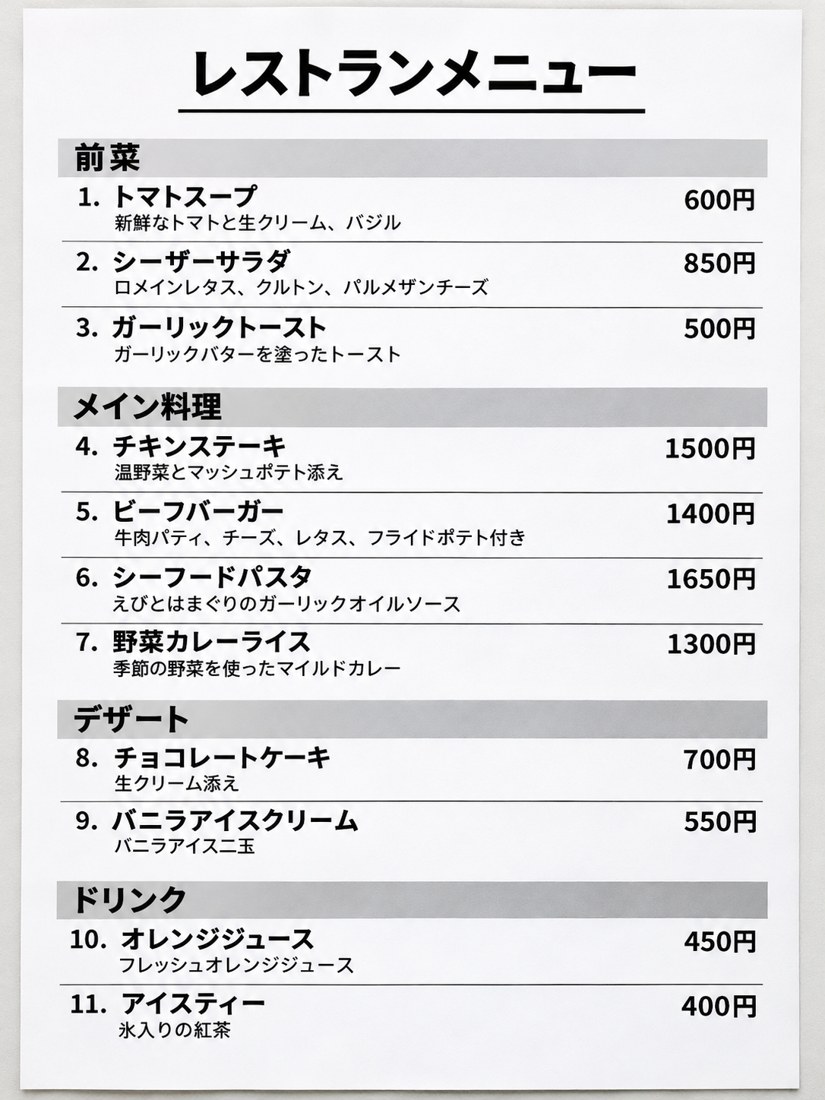 レストランメニュー
前菜
1. トマトスープ 600円
新鮮なトマトと生クリーム、バジル
2. シーザーサラダ 850円
ロメインレタス、クルトン、パルメザンチーズ
3. ガーリックトースト 500円
ガーリックバターを塗ったトースト
メイン料理
4. チキンステーキ 1500円
温野菜とマッシュポテト添え
5. ビーフバーガー 1400円
牛肉パティ、チーズ、レタス、フライドポテト付き
6. シーフードパスタ 1650円
えびとはまぐりのガーリックオイルソース
7. 野菜カレーライス 1300円
季節の野菜を使ったマイルドカレー
デザート
8. チョコレートケーキ 700円
生クリーム添え
9. バニラアイスクリーム 550円
バニラアイス二玉
ドリンク
10. オレンジジュース 450円
フレッシュオレンジジュース
11. アイスティー 400円
氷入りの紅茶